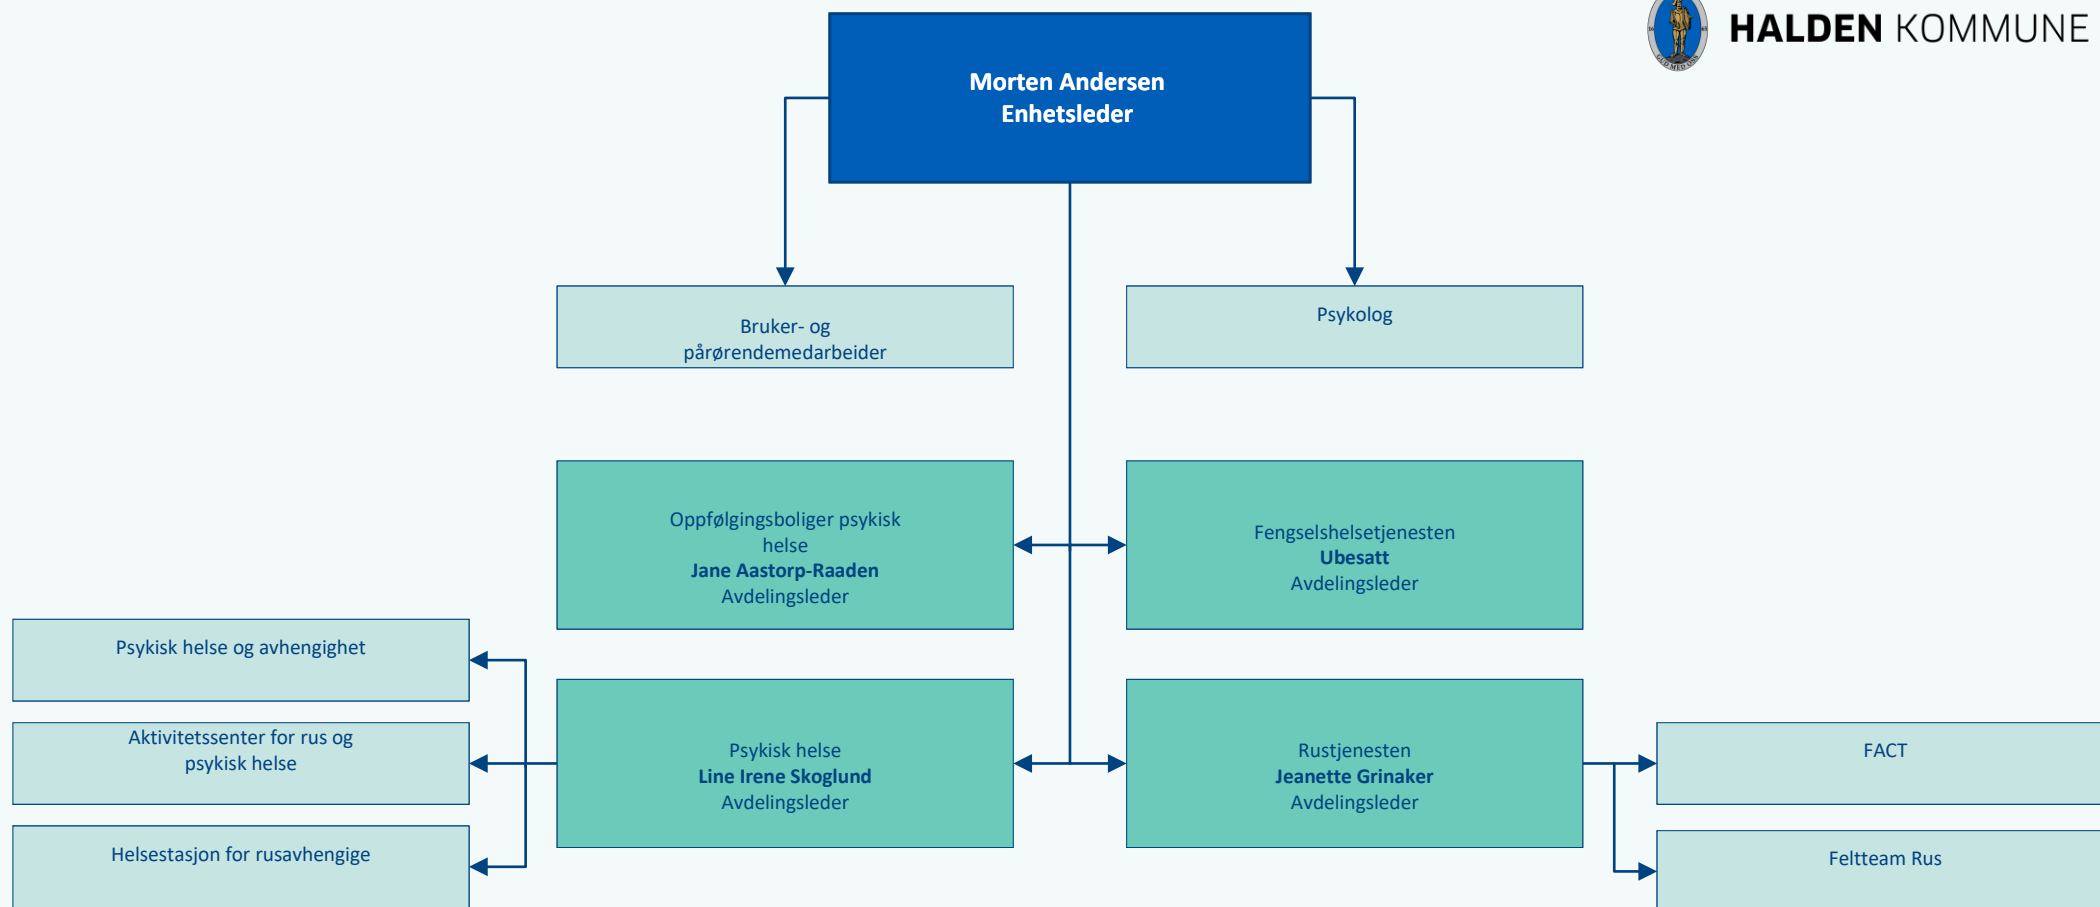 HALDEN KOMMUNE
Morten Andersen
Enhetsleder
Bruker- og
pårørendemedarbeider
Psykolog
Oppfølgingsboliger psykisk
helse
Jane Aastorp-Raaden
Avdelingsleder
Fengselshelsetjenesten
Ubesatt
Avdelingsleder
Psykisk helse og avhengighet
Aktivitetssenter for rus og
psykisk helse
Helsestasjon for rusavhengige
Psykisk helse
Line Irene Skoglund
Avdelingsleder
Rustjenesten
Jeanette Grinaker
Avdelingsleder
FACT
Feltteam Rus